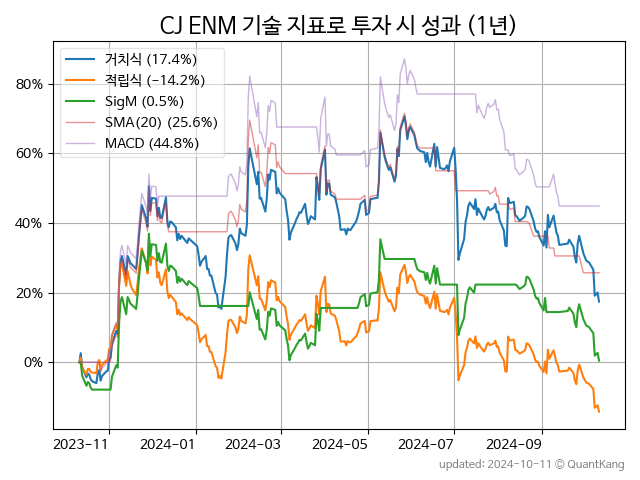 CJ ENM 기술 지표로 투자 시 성과 (1년)
거치식 (17.4%)
적립식 (−14.2%)
SigM (0.5%)
SMA(20) (25.6%)
MACD (44.8%)
80%
60%
40%
20%
0%
2023−11
2024−01
2024−03
2024−05
2024−07
2024−09
updated: 2024−10−11 © QuantKang